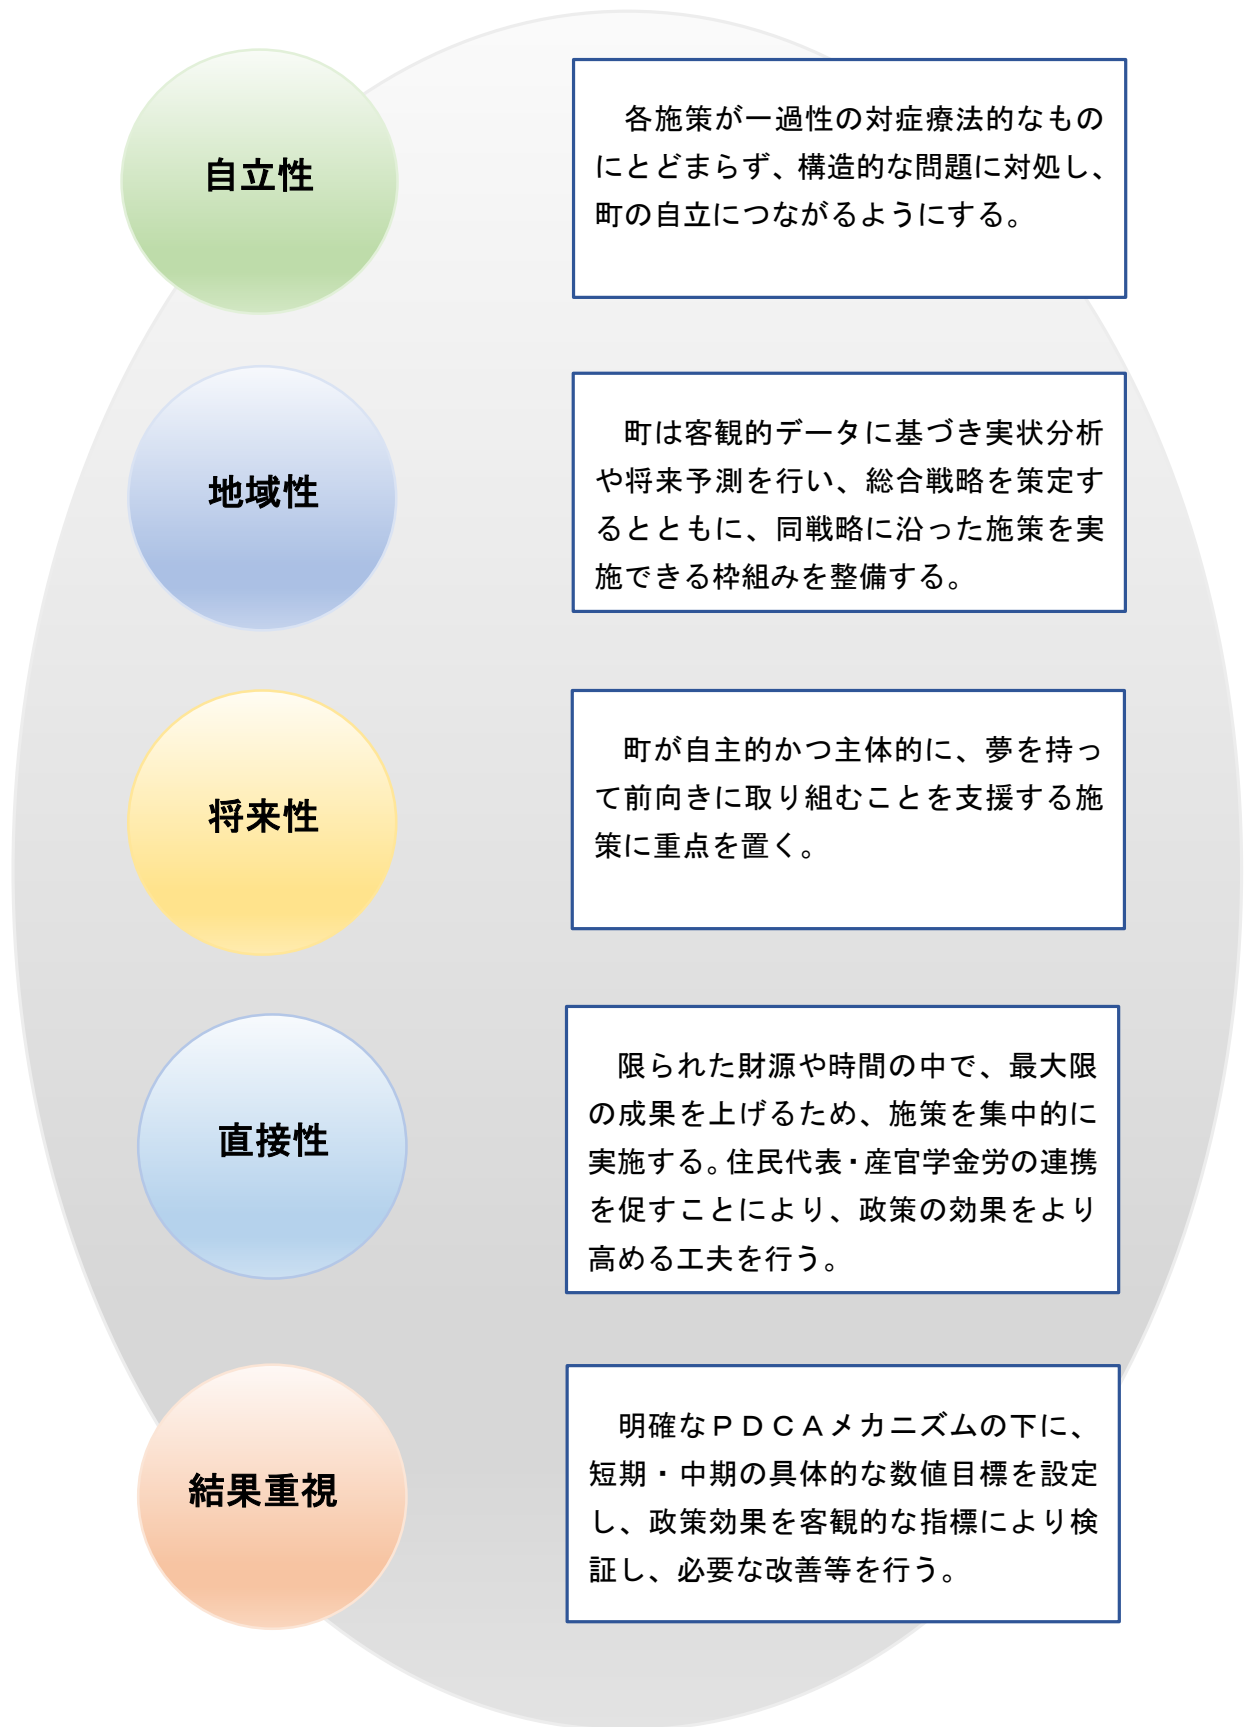 自立性
各施策が一過性の対症療法的なもの
にとどまらず、構造的な問題に対処し、
町の自立につながるようにする。
地域性
町は客観的データに基づき実状分析
や将来予測を行い、総合戦略を策定す
るとともに、同戦略に沿った施策を実
施できる枠組みを整備する。
将来性
町が自主的かつ主体的に、夢を持っ
て前向きに取り組むことを支援する施
策に重点を置く。
直接性
限られた財源や時間の中で、最大限
の成果を上げるため、施策を集中的に
実施する。住民代表・産官学金労の連携
を促すことにより、政策の効果をより
高める工夫を行う。
結果重視
明確なＰＤＣＡメカニズムの下に、
短期・中期の具体的な数値目標を設定
し、政策効果を客観的な指標により検
証し、必要な改善等を行う。